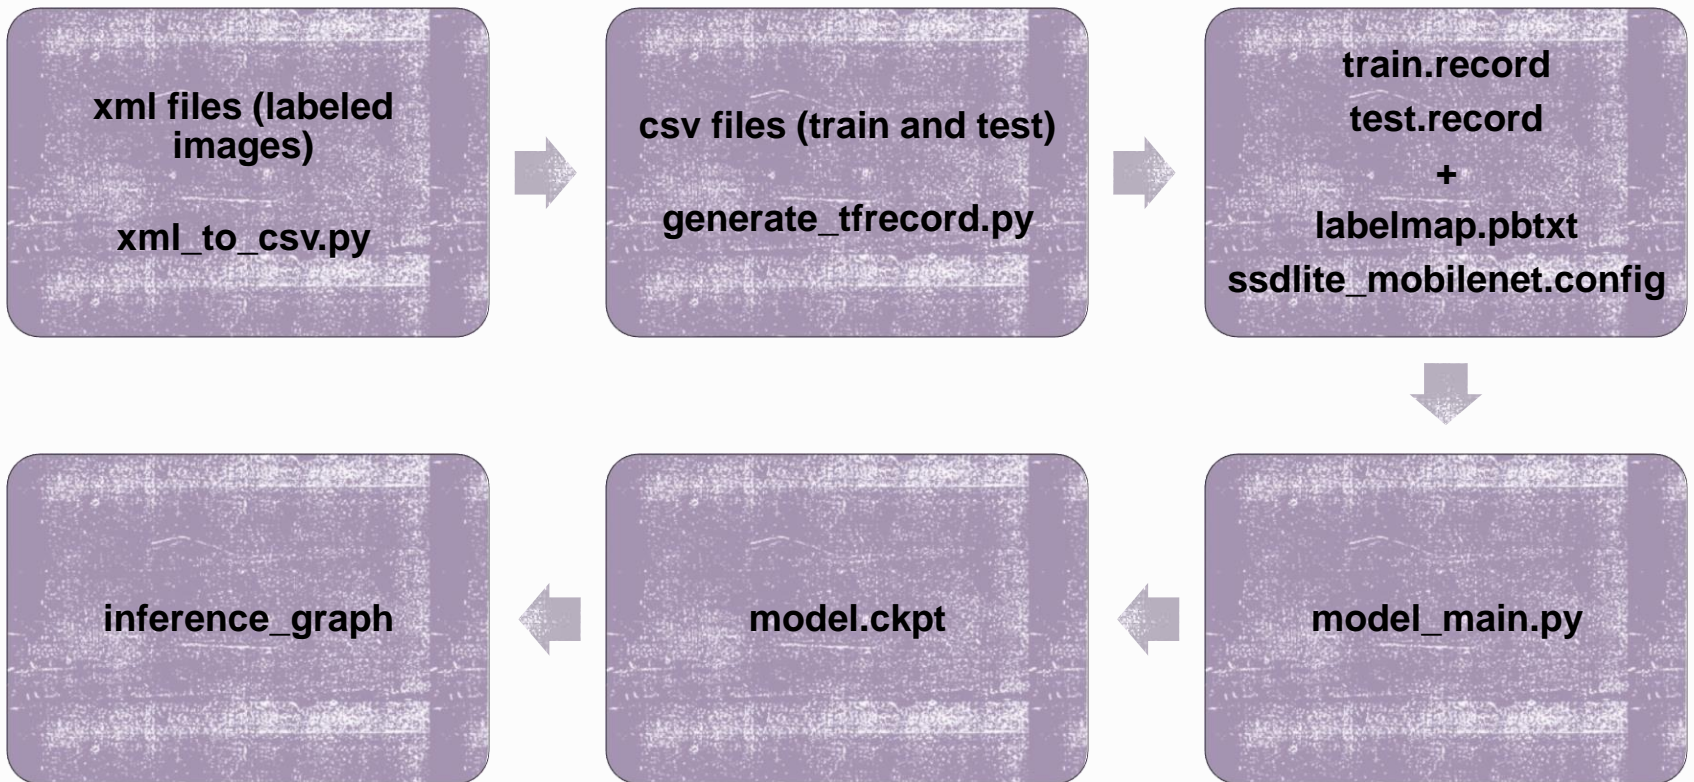 xml files (labeled
images)
xml_to_csv.py
csv files (train and test)
generate_tfrecord.py
train.record
test.record
+
labelmap.pbtxt
ssdlite_mobilenet.config
model_main.py
model.ckpt
inference_graph